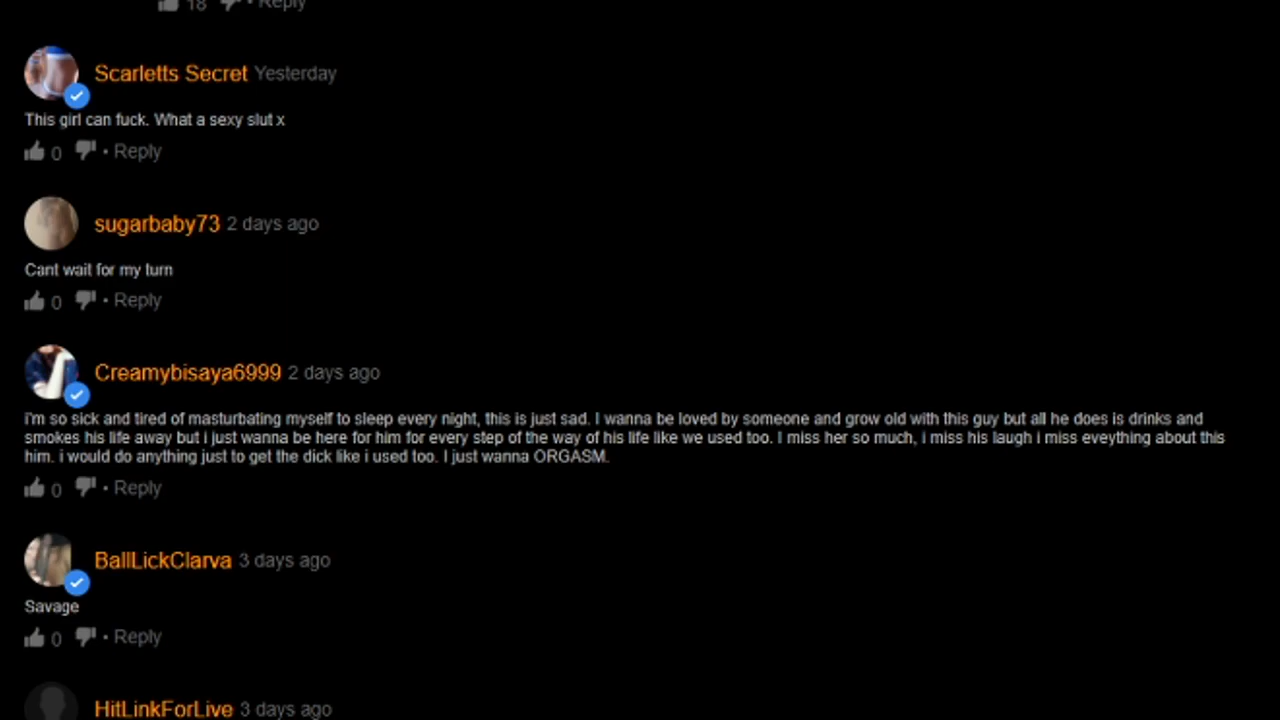 18 • Reply
Scarletts Secret Yesterday
This girl can fuck. What a sexy slut x
0 • Reply
sugarbaby73 2 days ago
Cant wait for my turn
0 • Reply
Creamybisaya6999 2 days ago
i'm so sick and tired of masturbating myself to sleep every night, this is just sad. I wanna be loved by someone and grow old with this guy but all he does is drinks and
smokes his life away but i just wanna be here for him for every step of the way of his life like we used too. I miss her so much, i miss his laugh i miss eveything about this
him. i would do anything just to get the dick like i used too. I just wanna ORGASM.
0 • Reply
BallLickClarva 3 days ago
Savage
0 • Reply
HitLinkForLive 3 days ago